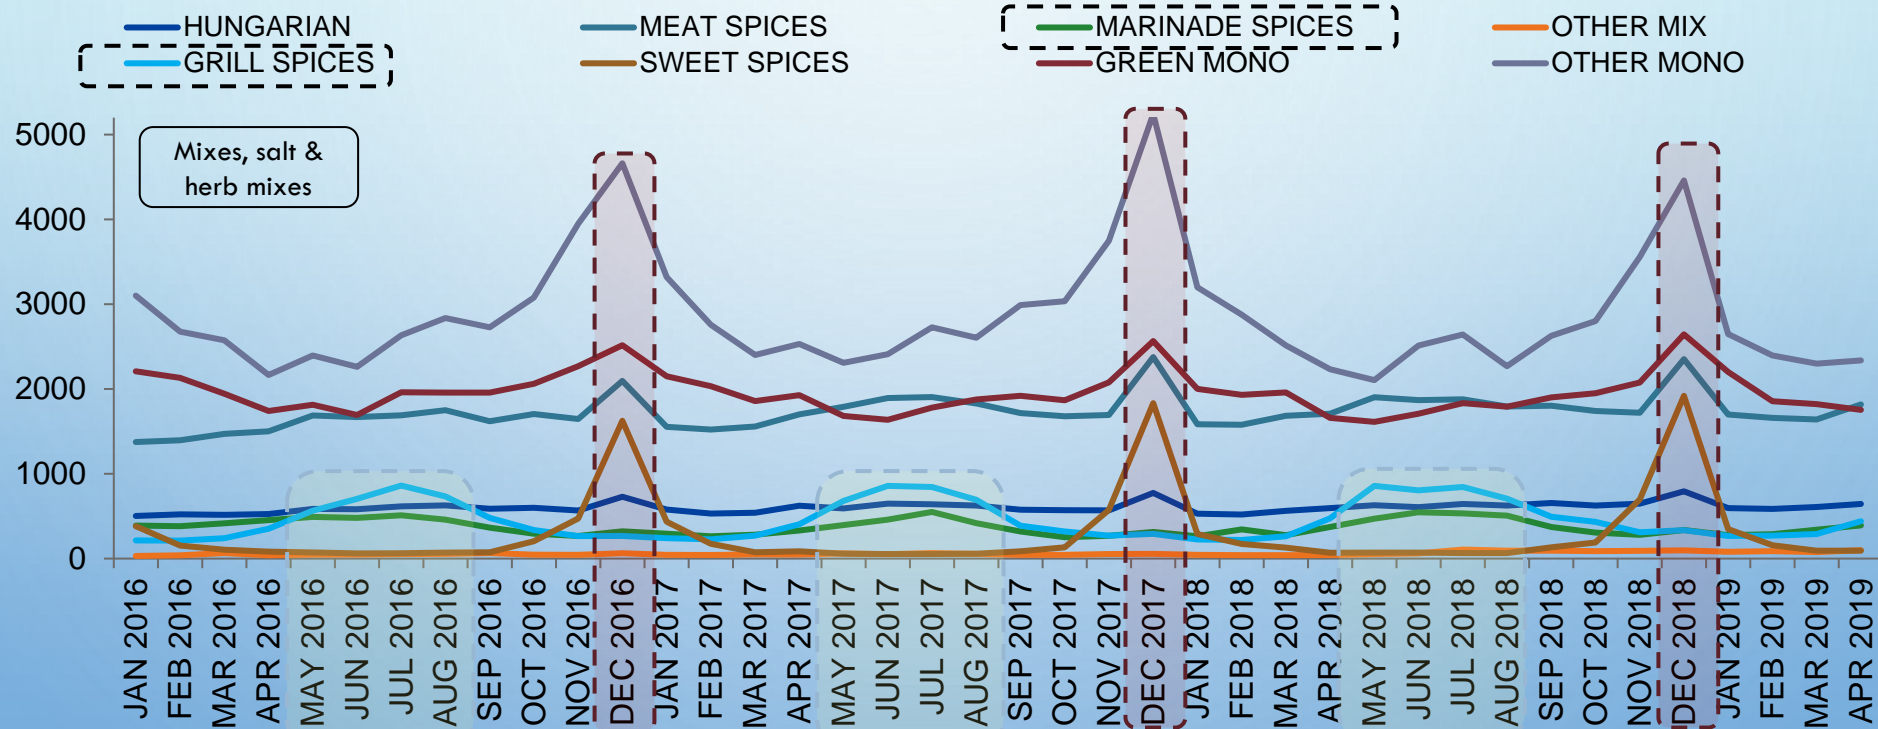 HUNGARIAN MEAT SPICES MARINADE SPICES OTHER MIX
GRILL SPICES SWEET SPICES GREEN MONO OTHER MONO
Mixes, salt &
herb mixes
5000
4000
3000
2000
1000
0
JAN 2016
FEB 2016
MAR 2016
APR 2016
MAY 2016
JUN 2016
JUL 2016
AUG 2016
SEP 2016
OCT 2016
NOV 2016
DEC 2016
JAN 2017
FEB 2017
MAR 2017
APR 2017
MAY 2017
JUN 2017
JUL 2017
AUG 2017
SEP 2017
OCT 2017
NOV 2017
DEC 2017
JAN 2018
FEB 2018
MAR 2018
APR 2018
MAY 2018
JUN 2018
JUL 2018
AUG 2018
SEP 2018
OCT 2018
NOV 2018
DEC 2018
JAN 2019
FEB 2019
MAR 2019
APR 2019